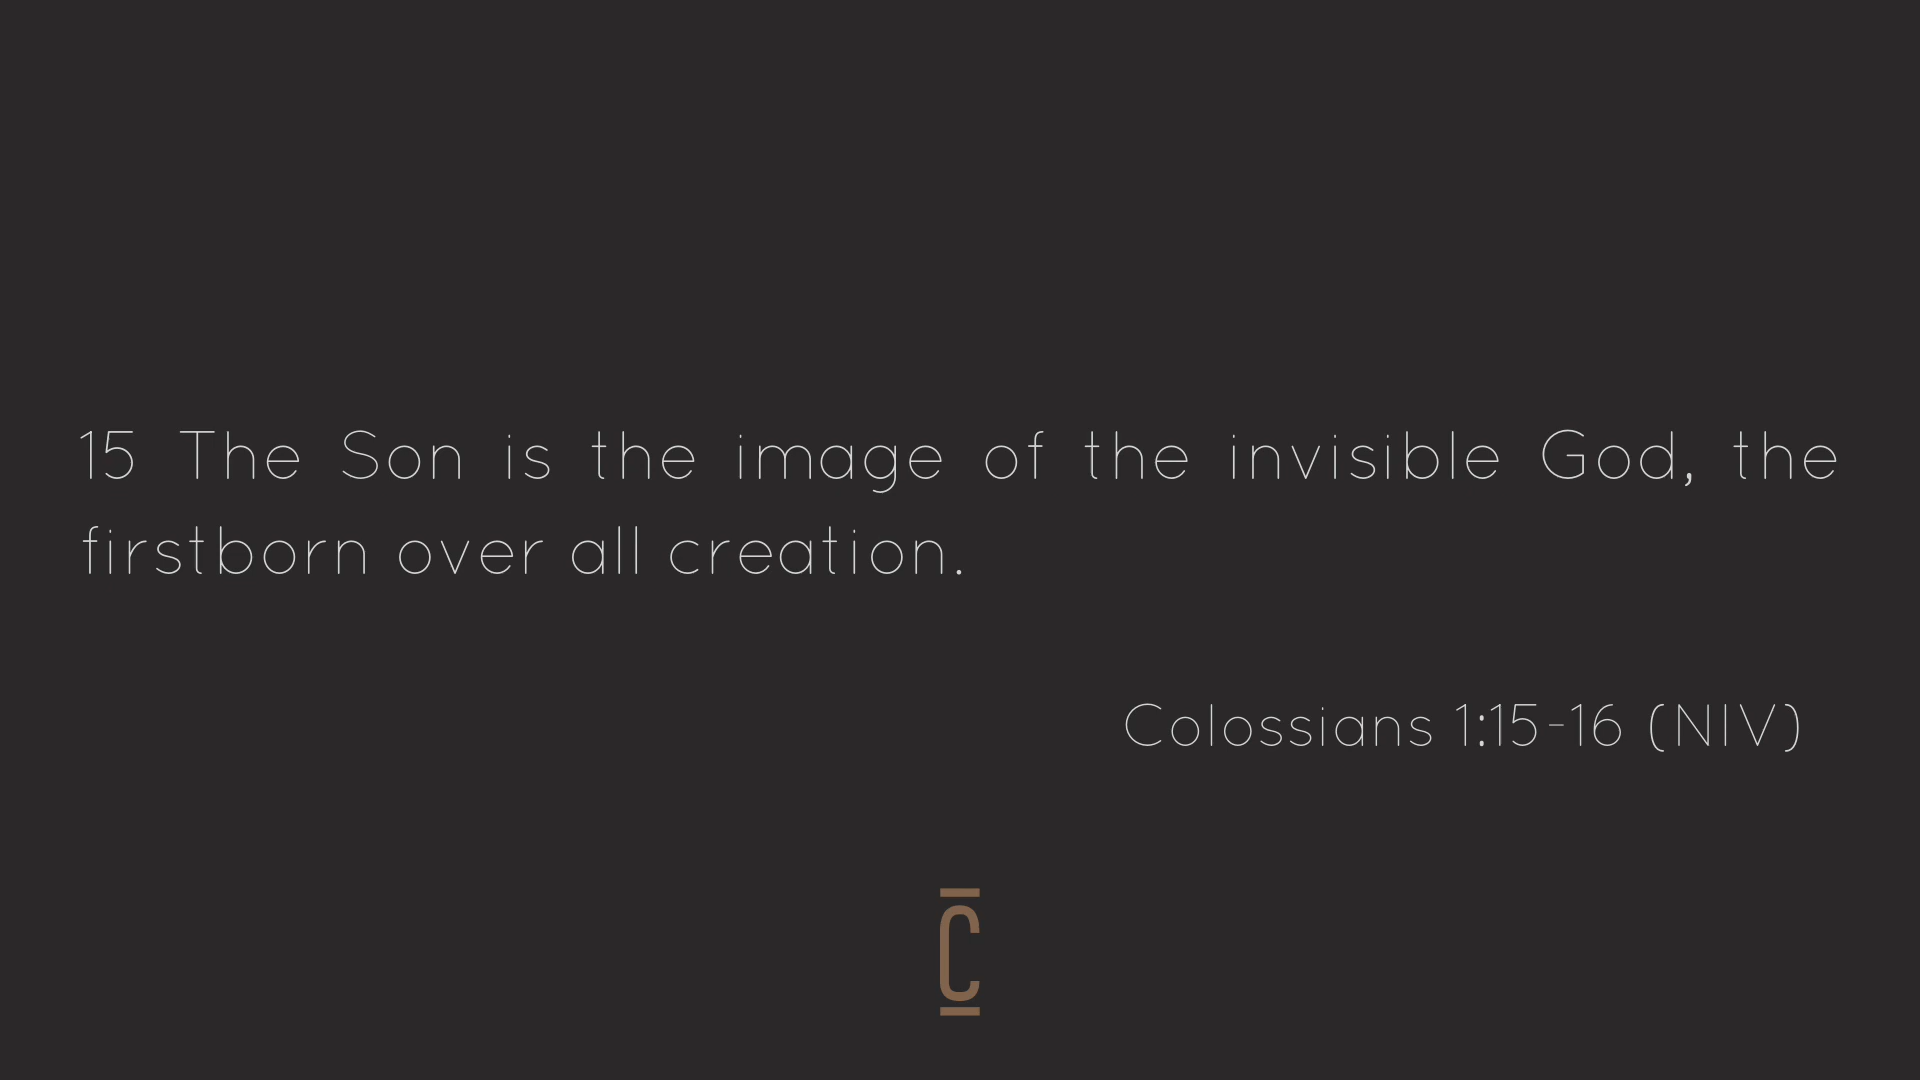 15 The Son is the image of the invisible God, the
firstborn over all creation.
Colossians 1:15-16 (NIV)
C